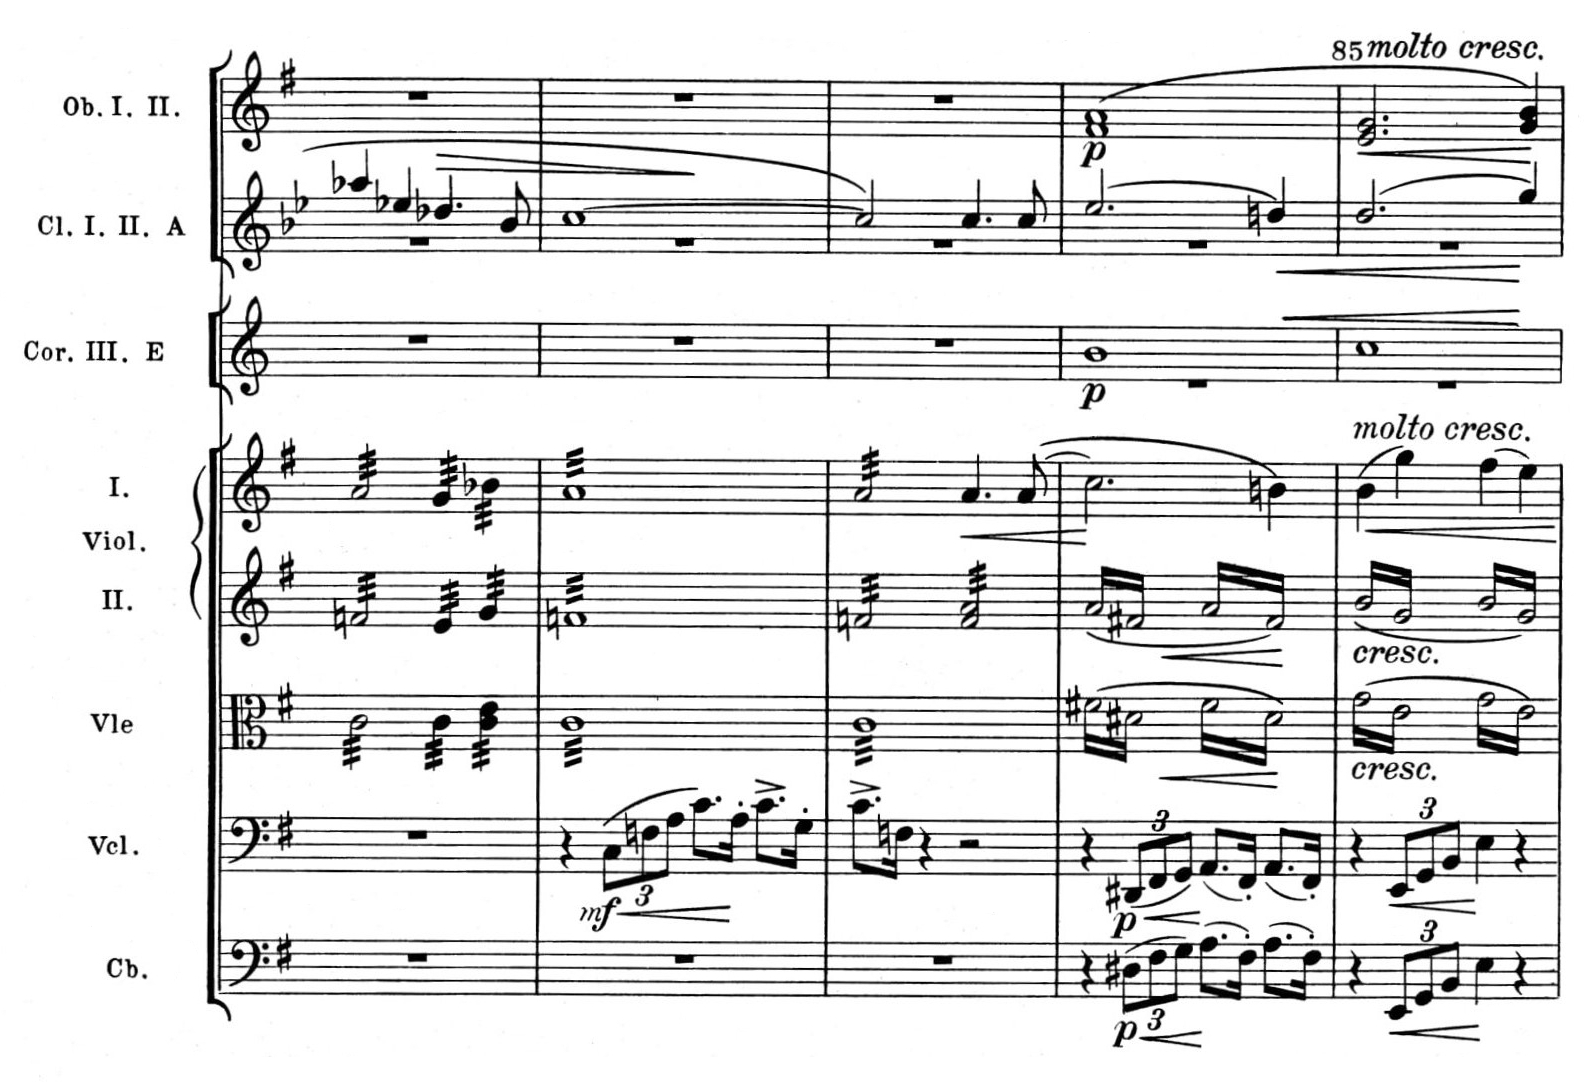 85 molto cresc.
Ob. I. II.
p
Cl. I. II. A
Cor. III. E
p
molto cresc.
I.
Viol.
II.
cresc.
Vle
cresc.
3 3
Vcl.
3
mf p
3
Cb.
p 3